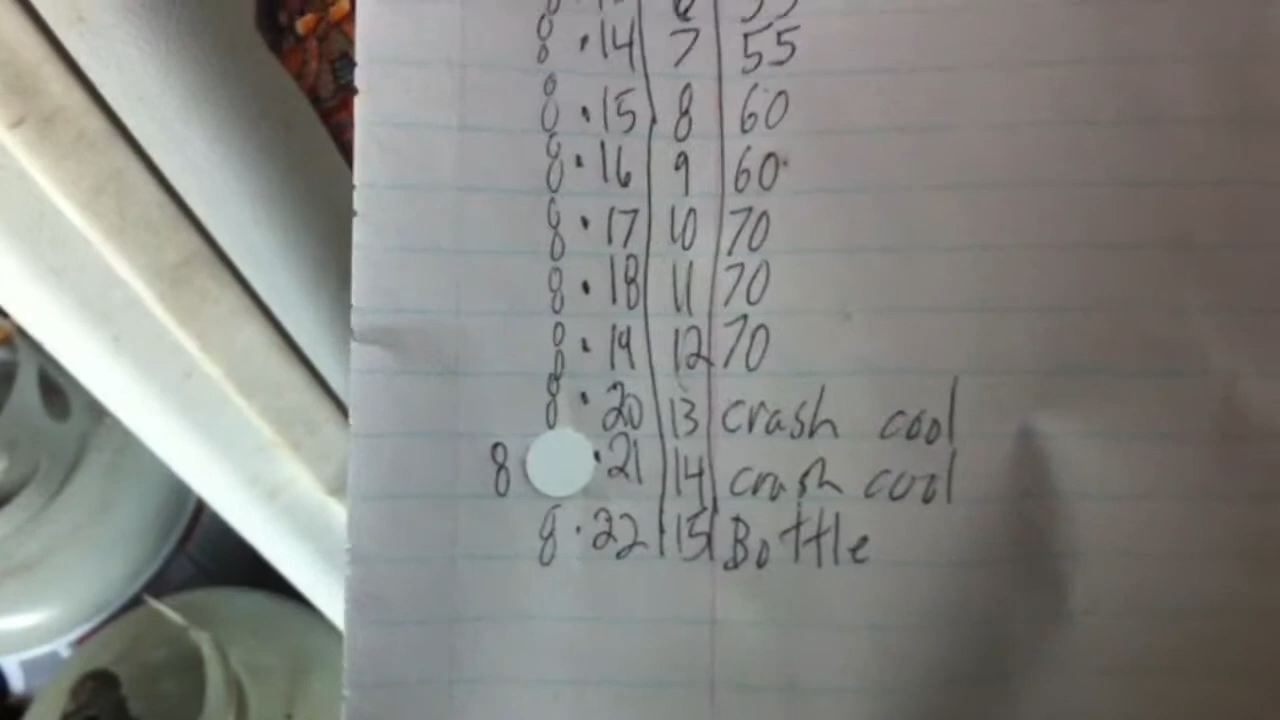 8 · 14 7 55
8 · 15 8 60
8 · 16 9 60
8 · 17 10 70
8 · 18 11 70
8 · 19 12 70
8 · 20 13 crash cool
8 · 21 14 crash cool
8 · 22 15 Bottle